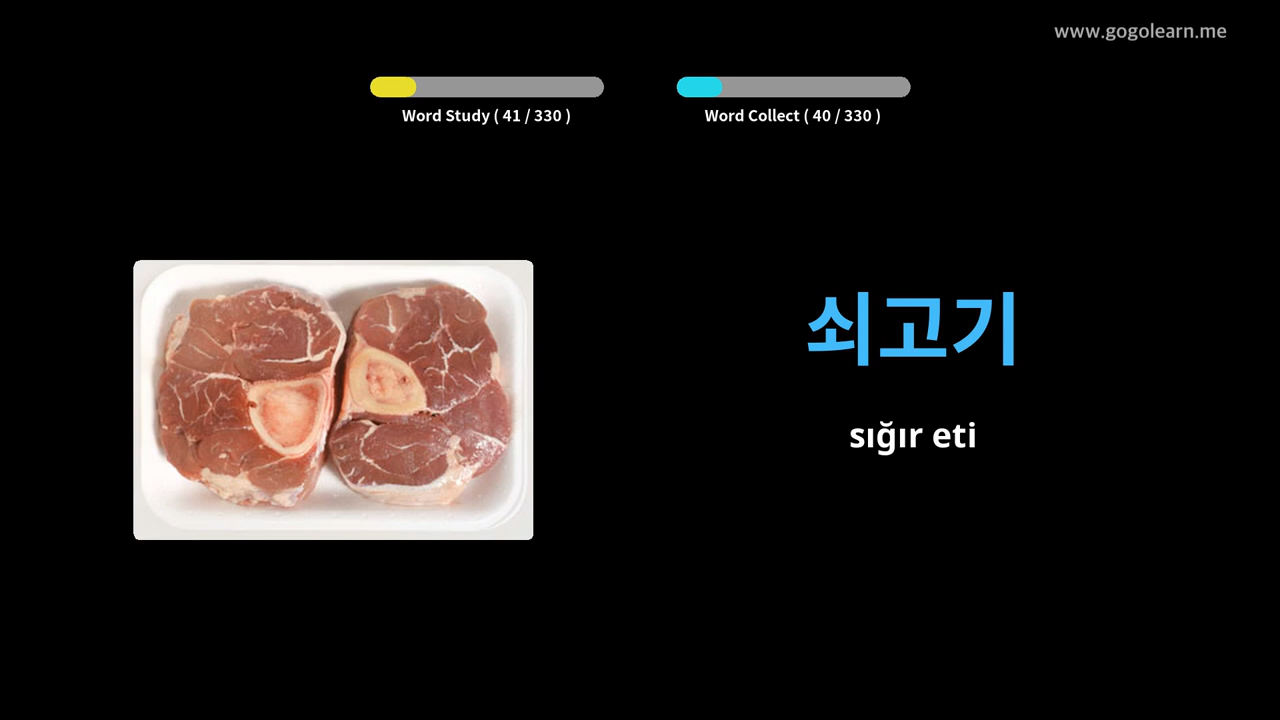 www.gogolearn.me
Word Study ( 41 / 330 )
Word Collect ( 40 / 330 )
쇠고기
sığır eti